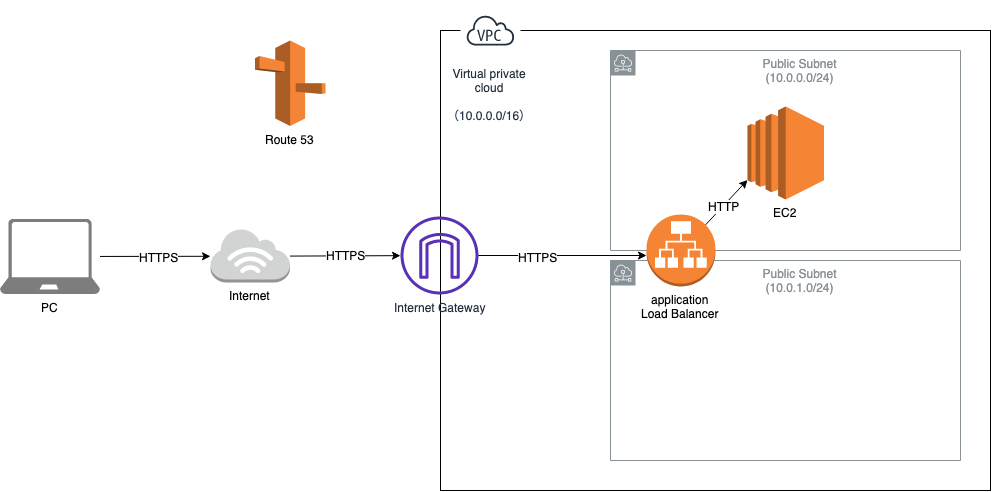 VPC
Virtual private
cloud
（10.0.0.0/16）
Public Subnet
(10.0.0.0/24)
Route 53
EC2
HTTP
HTTPS
HTTPS
HTTPS
PC
Internet
Internet Gateway
application
Load Balancer
Public Subnet
(10.0.1.0/24)